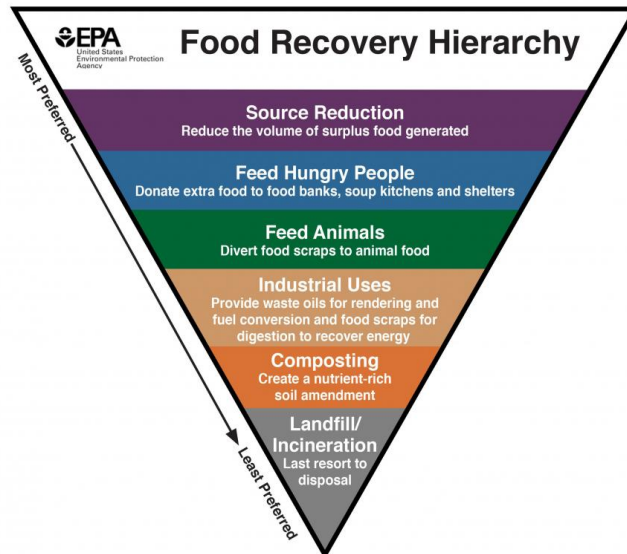 EPA
United States
Environmental Protection
Agency
Food Recovery Hierarchy
Most Preferred
Source Reduction
Reduce the volume of surplus food generated
Feed Hungry People
Donate extra food to food banks, soup kitchens and shelters
Feed Animals
Divert food scraps to animal food
Industrial Uses
Provide waste oils for rendering and
fuel conversion and food scraps for
digestion to recover energy
Composting
Create a nutrient-rich
soil amendment
Landfill/
Incineration
Last resort to
disposal
Least Preferred